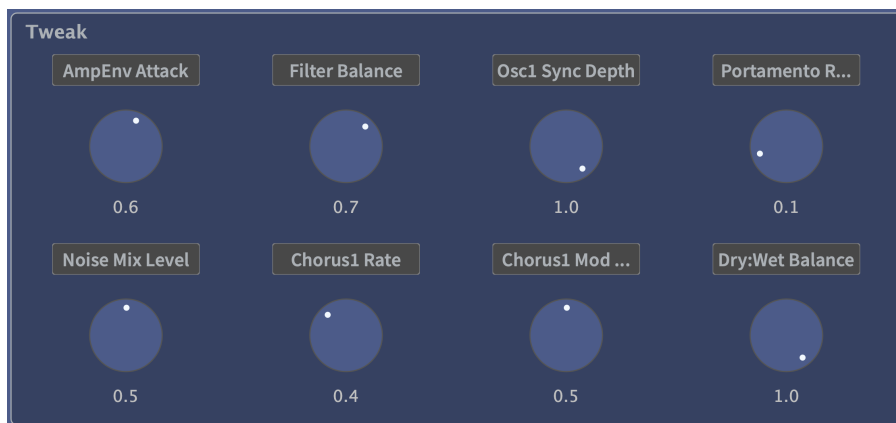 Tweak
AmpEnv Attack Filter Balance Osc1 Sync Depth Portamento R...
0.6 0.7 1.0 0.1
Noise Mix Level Chorus1 Rate Chorus1 Mod ... Dry:Wet Balance
0.5 0.4 0.5 1.0